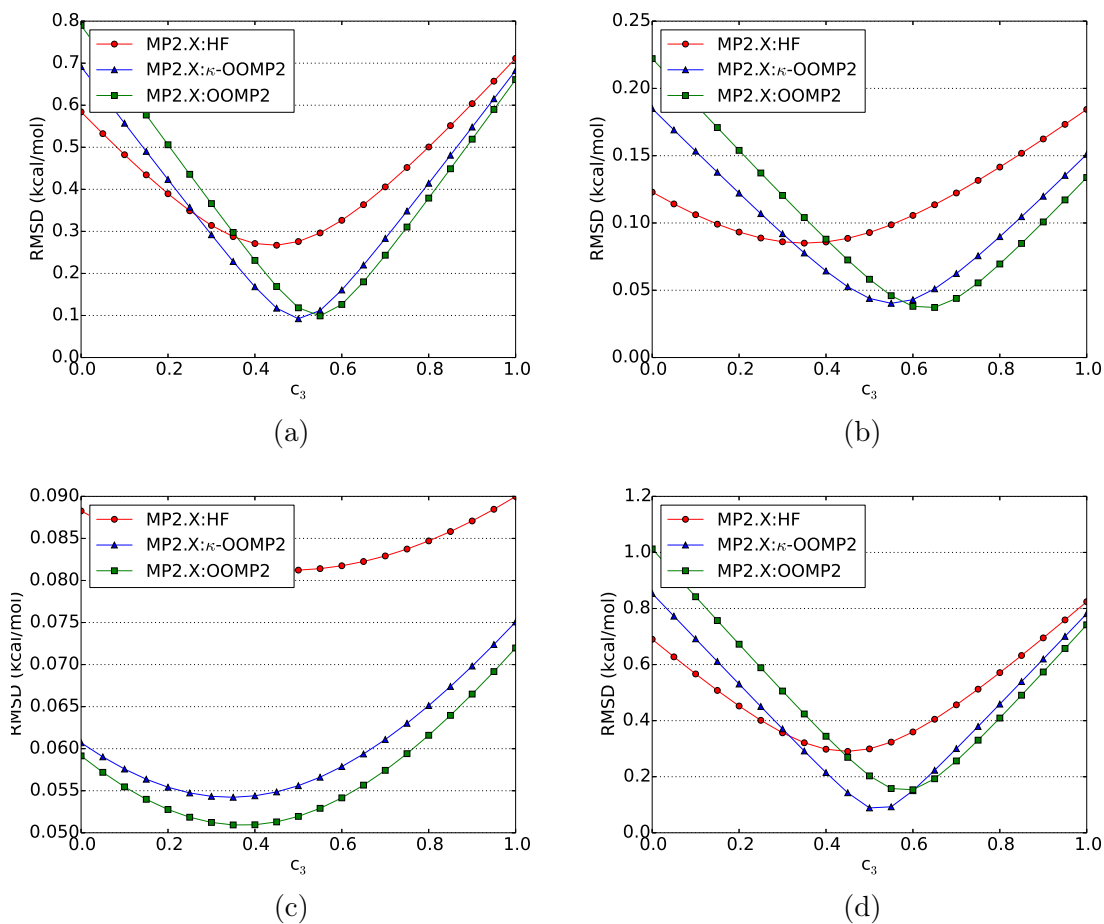 0.8
0.7
0.6
0.5
0.4
0.3
0.2
0.1
0.0
RMSD (kcal/mol)
MP2.X:HF
MP2.X:κ-OOMP2
MP2.X:OOMP2
0.0 0.2 0.4 0.6 0.8 1.0
c₃
(a)
0.25
0.20
0.15
0.10
0.05
0.00
RMSD (kcal/mol)
MP2.X:HF
MP2.X:κ-OOMP2
MP2.X:OOMP2
0.0 0.2 0.4 0.6 0.8 1.0
c₃
(b)
0.090
0.085
0.080
0.075
0.070
0.065
0.060
0.055
0.050
RMSD (kcal/mol)
MP2.X:HF
MP2.X:κ-OOMP2
MP2.X:OOMP2
0.0 0.2 0.4 0.6 0.8 1.0
c₃
(c)
1.2
1.0
0.8
0.6
0.4
0.2
0.0
RMSD (kcal/mol)
MP2.X:HF
MP2.X:κ-OOMP2
MP2.X:OOMP2
0.0 0.2 0.4 0.6 0.8 1.0
c₃
(d)